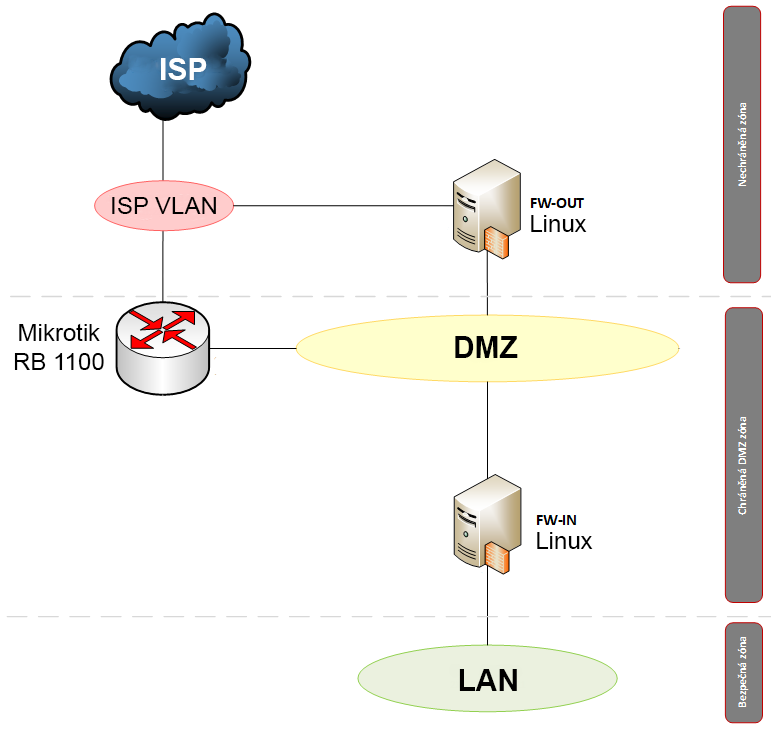 ISP
Nechráněná zóna
ISP VLAN
FW-OUT
Linux
Mikrotik
RB 1100
DMZ
Chráněná DMZ zóna
FW-IN
Linux
LAN
Bezpečná zóna